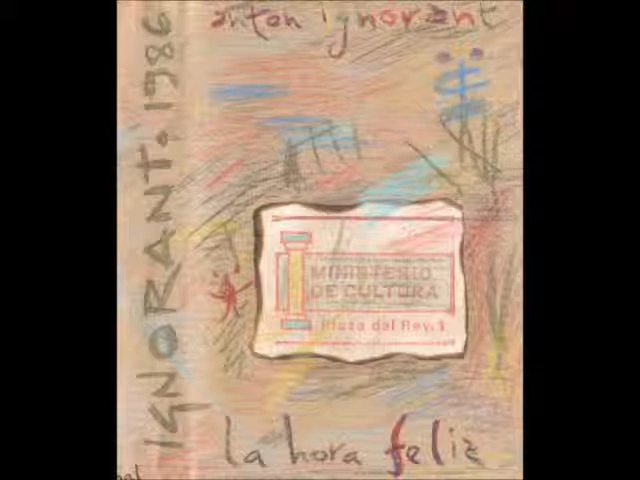 anton ignorant
IGNORANT. 1986
MINISTERIO
DE CULTURA
Plaza del Rey, 1
la hora feliz